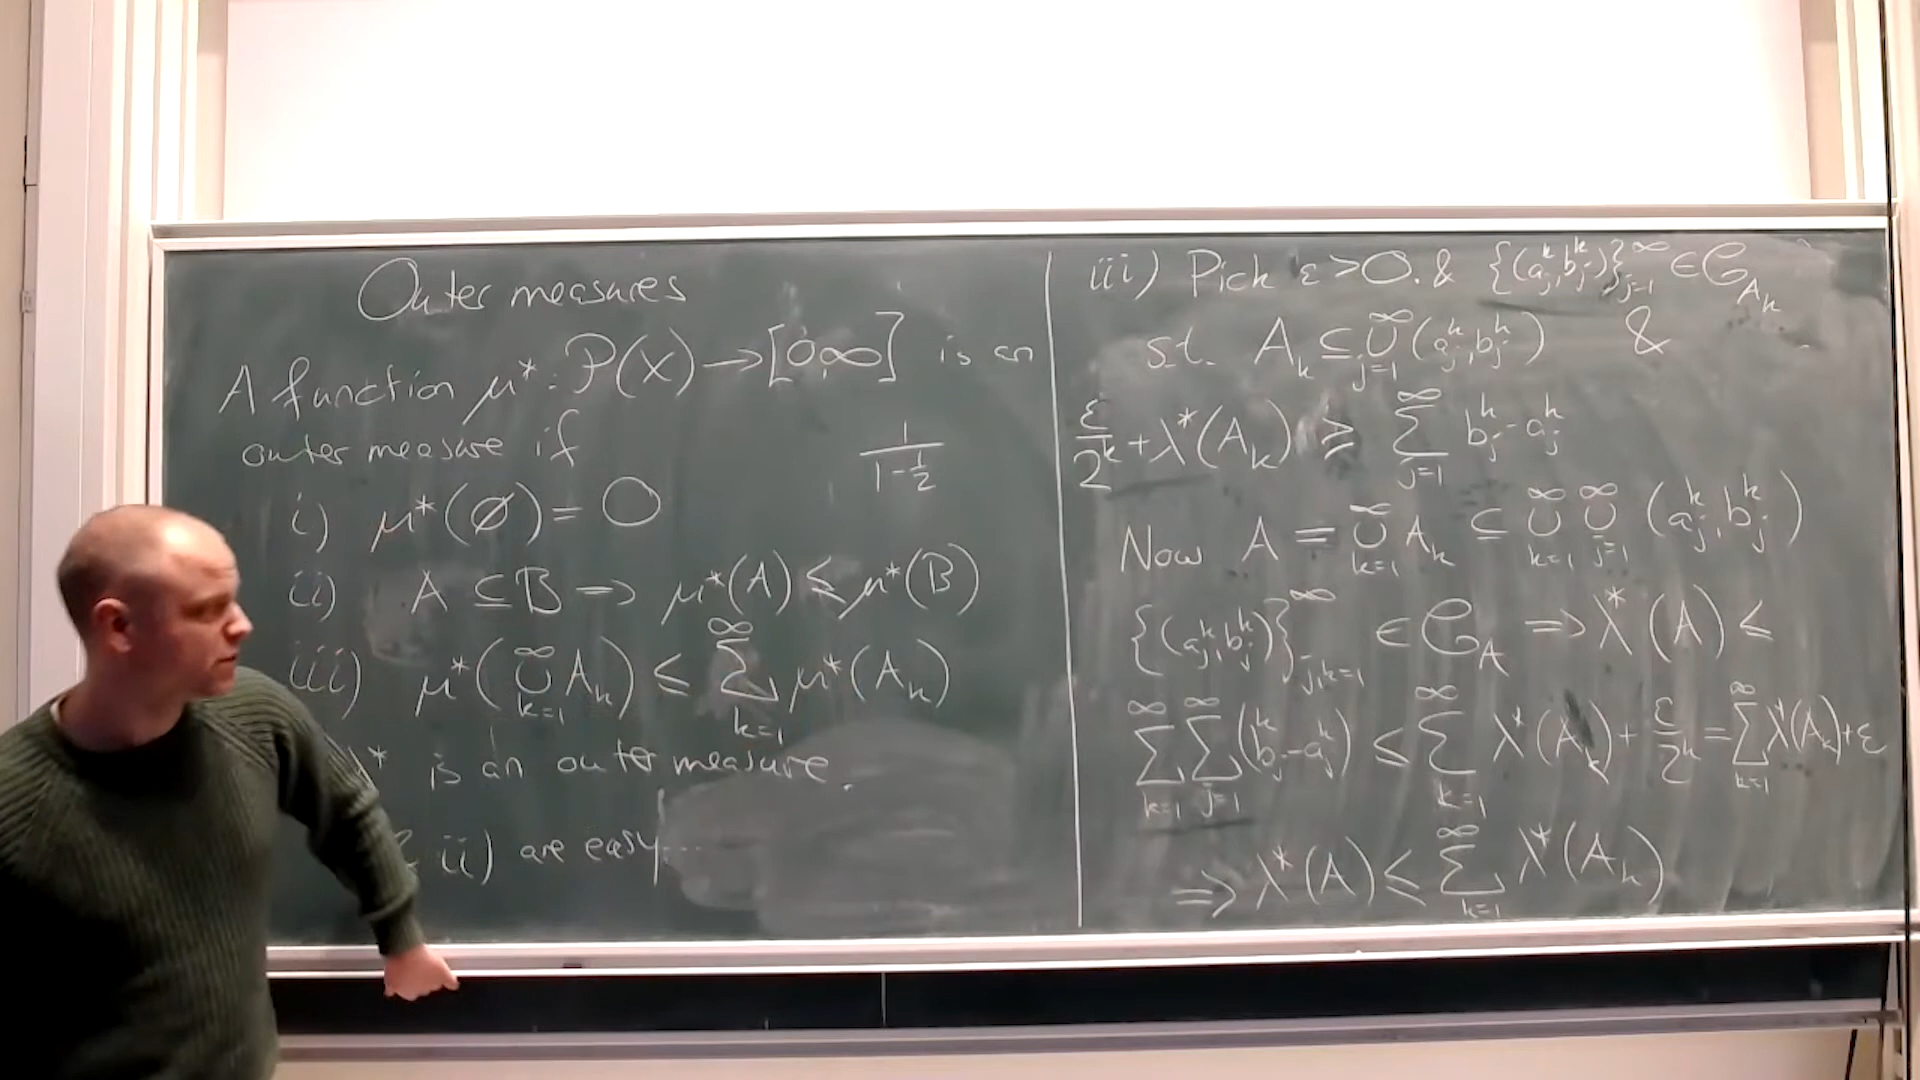 Outer measures
A function μ*: P(X) → [0,∞] is an
outer measure if
1/(1-1/2)
i) μ*(∅) = 0
ii) A ⊆ B ⇒ μ*(A) ≤ μ*(B)
iii) μ*(∪_{k=1}^∞ A_k) ≤ ∑_{k=1}^∞ μ*(A_k)
* is an outer measure.
ii) are easy...
iii) Pick ε > 0. & {(a_j^k, b_j^k)}_{j=1}^∞ ∈ C_{A_k}
s.t. A_k ⊆ ∪_{j=1}^∞ (a_j^k, b_j^k) &
ε/2^k + λ*(A_k) ≥ ∑_{j=1}^∞ b_j^k - a_j^k
Now A = ∪_{k=1}^∞ A_k ⊆ ∪_{k=1}^∞ ∪_{j=1}^∞ (a_j^k, b_j^k)
{(a_j^k, b_j^k)}_{j,k=1}^∞ ∈ C_A ⇒ λ*(A) ≤
∑_{k=1}^∞ ∑_{j=1}^∞ (b_j^k - a_j^k) ≤ ∑_{k=1}^∞ λ*(A_k) + ε/2^k = ∑_{k=1}^∞ λ*(A_k) + ε
⇒ λ*(A) ≤ ∑_{k=1}^∞ λ*(A_k)